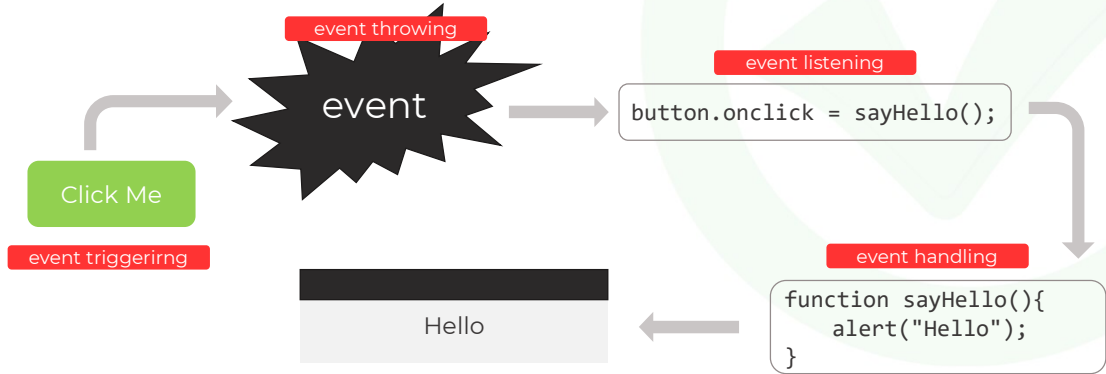 event throwing
event
event listening
button.onclick = sayHello();
Click Me
event triggerirng
event handling
function sayHello(){
alert("Hello");
}
Hello